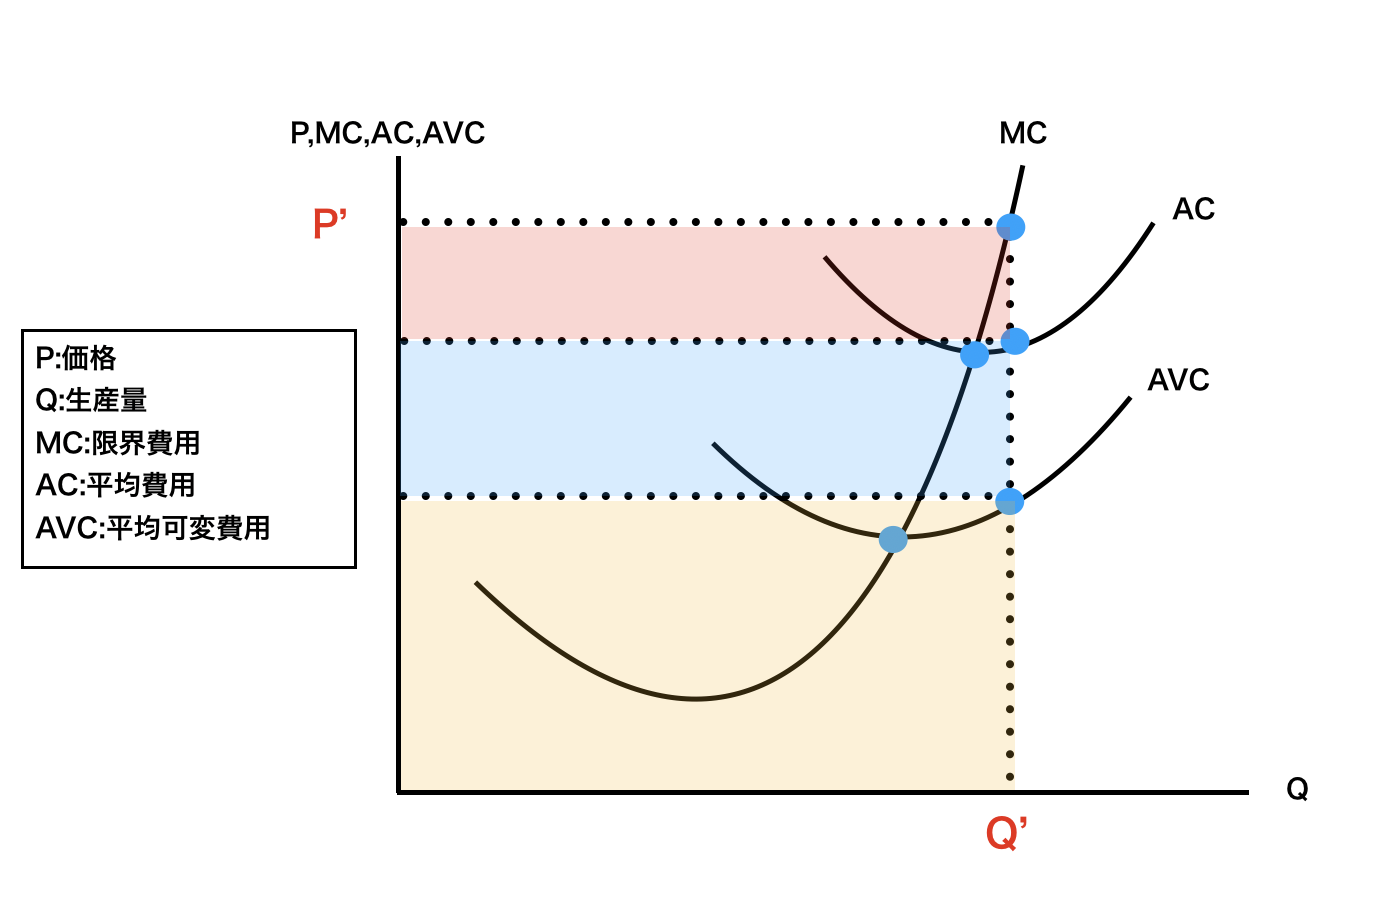 P,MC,AC,AVC
MC
AC
P’
P:価格
Q:生産量
MC:限界費用
AC:平均費用
AVC:平均可変費用
AVC
Q
Q’